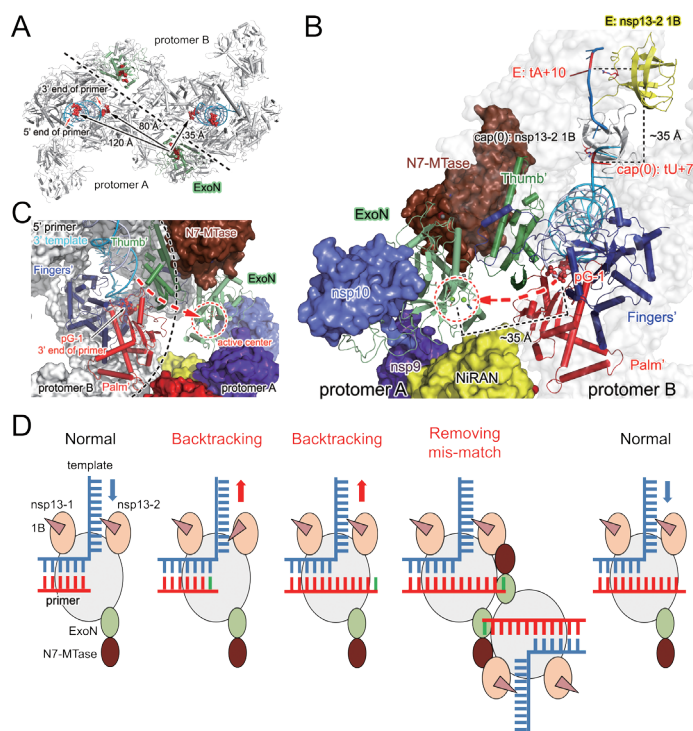 A
protomer B
3' end of primer
5' end of primer
80 Å
35 Å
120 Å
protomer A
ExoN
B
E: nsp13-2 1B
E: tA+10
cap(0): nsp13-2 1B
~35 Å
N7-MTase
cap(0): tU+7
Thumb'
ExoN
nsp10
pG-1
nsp9
Fingers'
~35 Å
NiRAN
Palm'
protomer A
protomer B
C
5' primer
3' template
Thumb'
N7-MTase
Fingers'
ExoN
pG-1
3' end of primer
active center
Palm'
protomer B
protomer A
D
Normal
Backtracking
Backtracking
Removing
mis-match
Normal
template
nsp13-1
nsp13-2
1B
primer
ExoN
N7-MTase